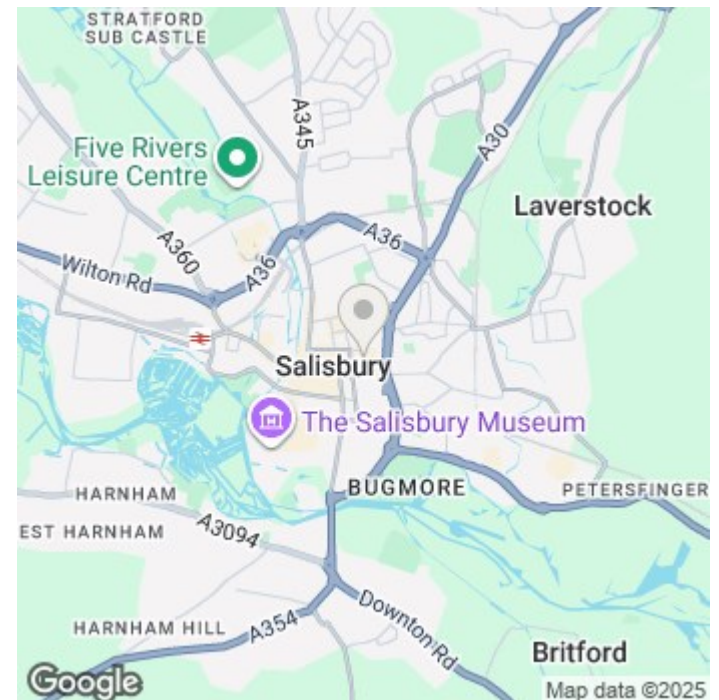 STRATFORD
SUB CASTLE
Five Rivers
Leisure Centre
A345
A30
Laverstock
A360
A36
A36
Wilton Rd
Salisbury
The Salisbury Museum
BUGMORE
PETERSFINGER
HARNHAM
EST HARNHAM
A3094
HARNHAM HILL
A354
Downton Rd
Britford
Google
Map data ©2025